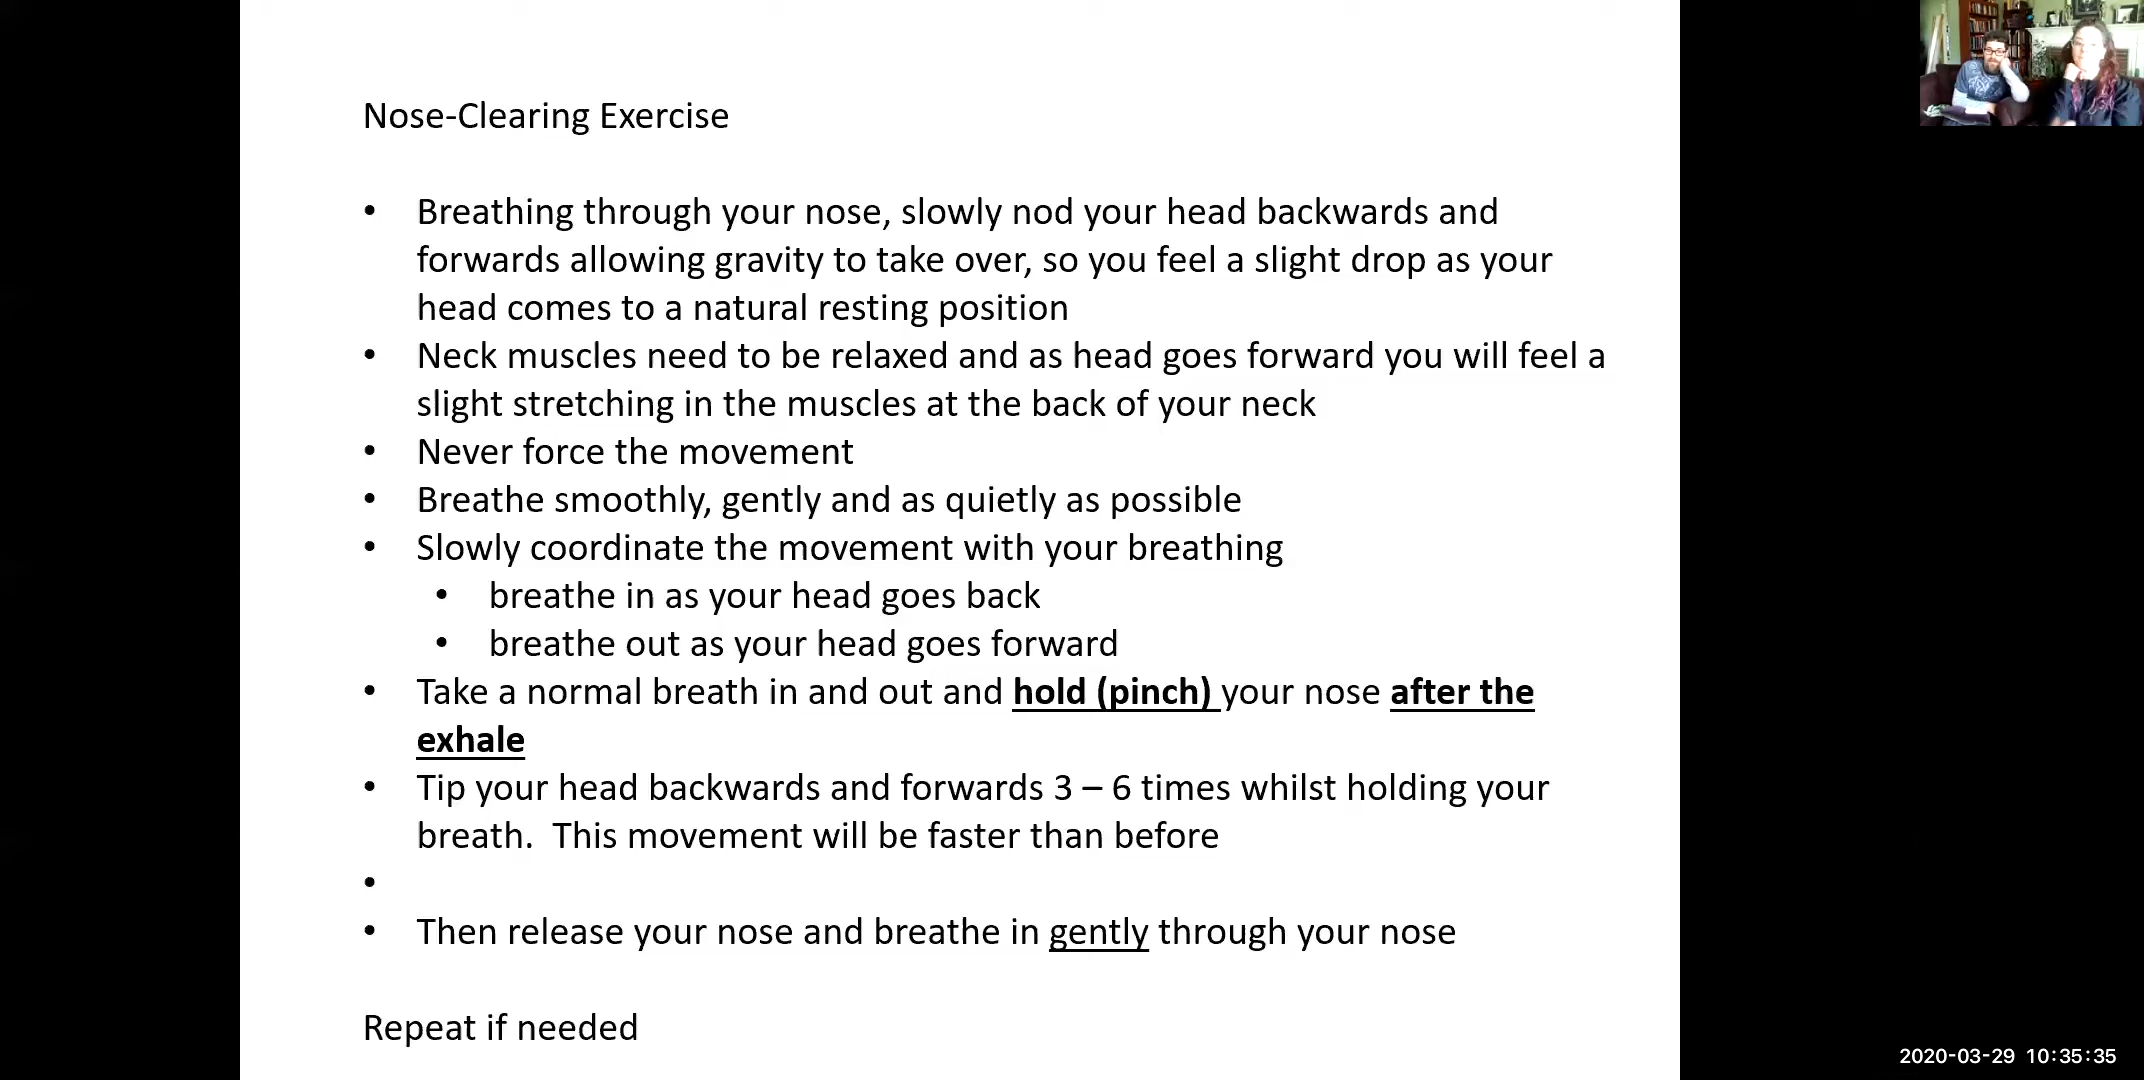 Nose-Clearing Exercise
• Breathing through your nose, slowly nod your head backwards and
forwards allowing gravity to take over, so you feel a slight drop as your
head comes to a natural resting position
• Neck muscles need to be relaxed and as head goes forward you will feel a
slight stretching in the muscles at the back of your neck
• Never force the movement
• Breathe smoothly, gently and as quietly as possible
• Slowly coordinate the movement with your breathing
• breathe in as your head goes back
• breathe out as your head goes forward
• Take a normal breath in and out and hold (pinch) your nose after the
exhale
• Tip your head backwards and forwards 3 – 6 times whilst holding your
breath.  This movement will be faster than before
•
• Then release your nose and breathe in gently through your nose
Repeat if needed
2020-03-29 10:35:35